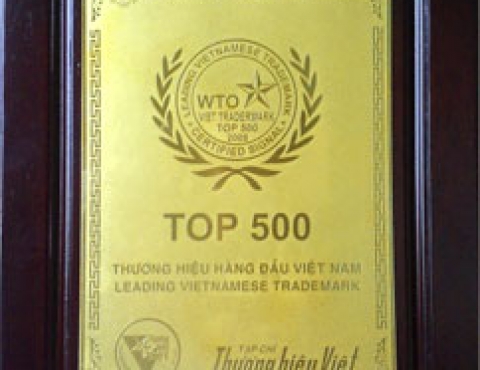 LEADING VIETNAMESE TRADEMARK
WTO
VIET TRADERMARK
TOP 500
CERTIFIED SIGNAL
TOP 500
THƯƠNG HIỆU HÀNG ĐẦU VIỆT NAM
LEADING VIETNAMESE TRADEMARK
TẠP CHÍ
Thương hiệu Việt